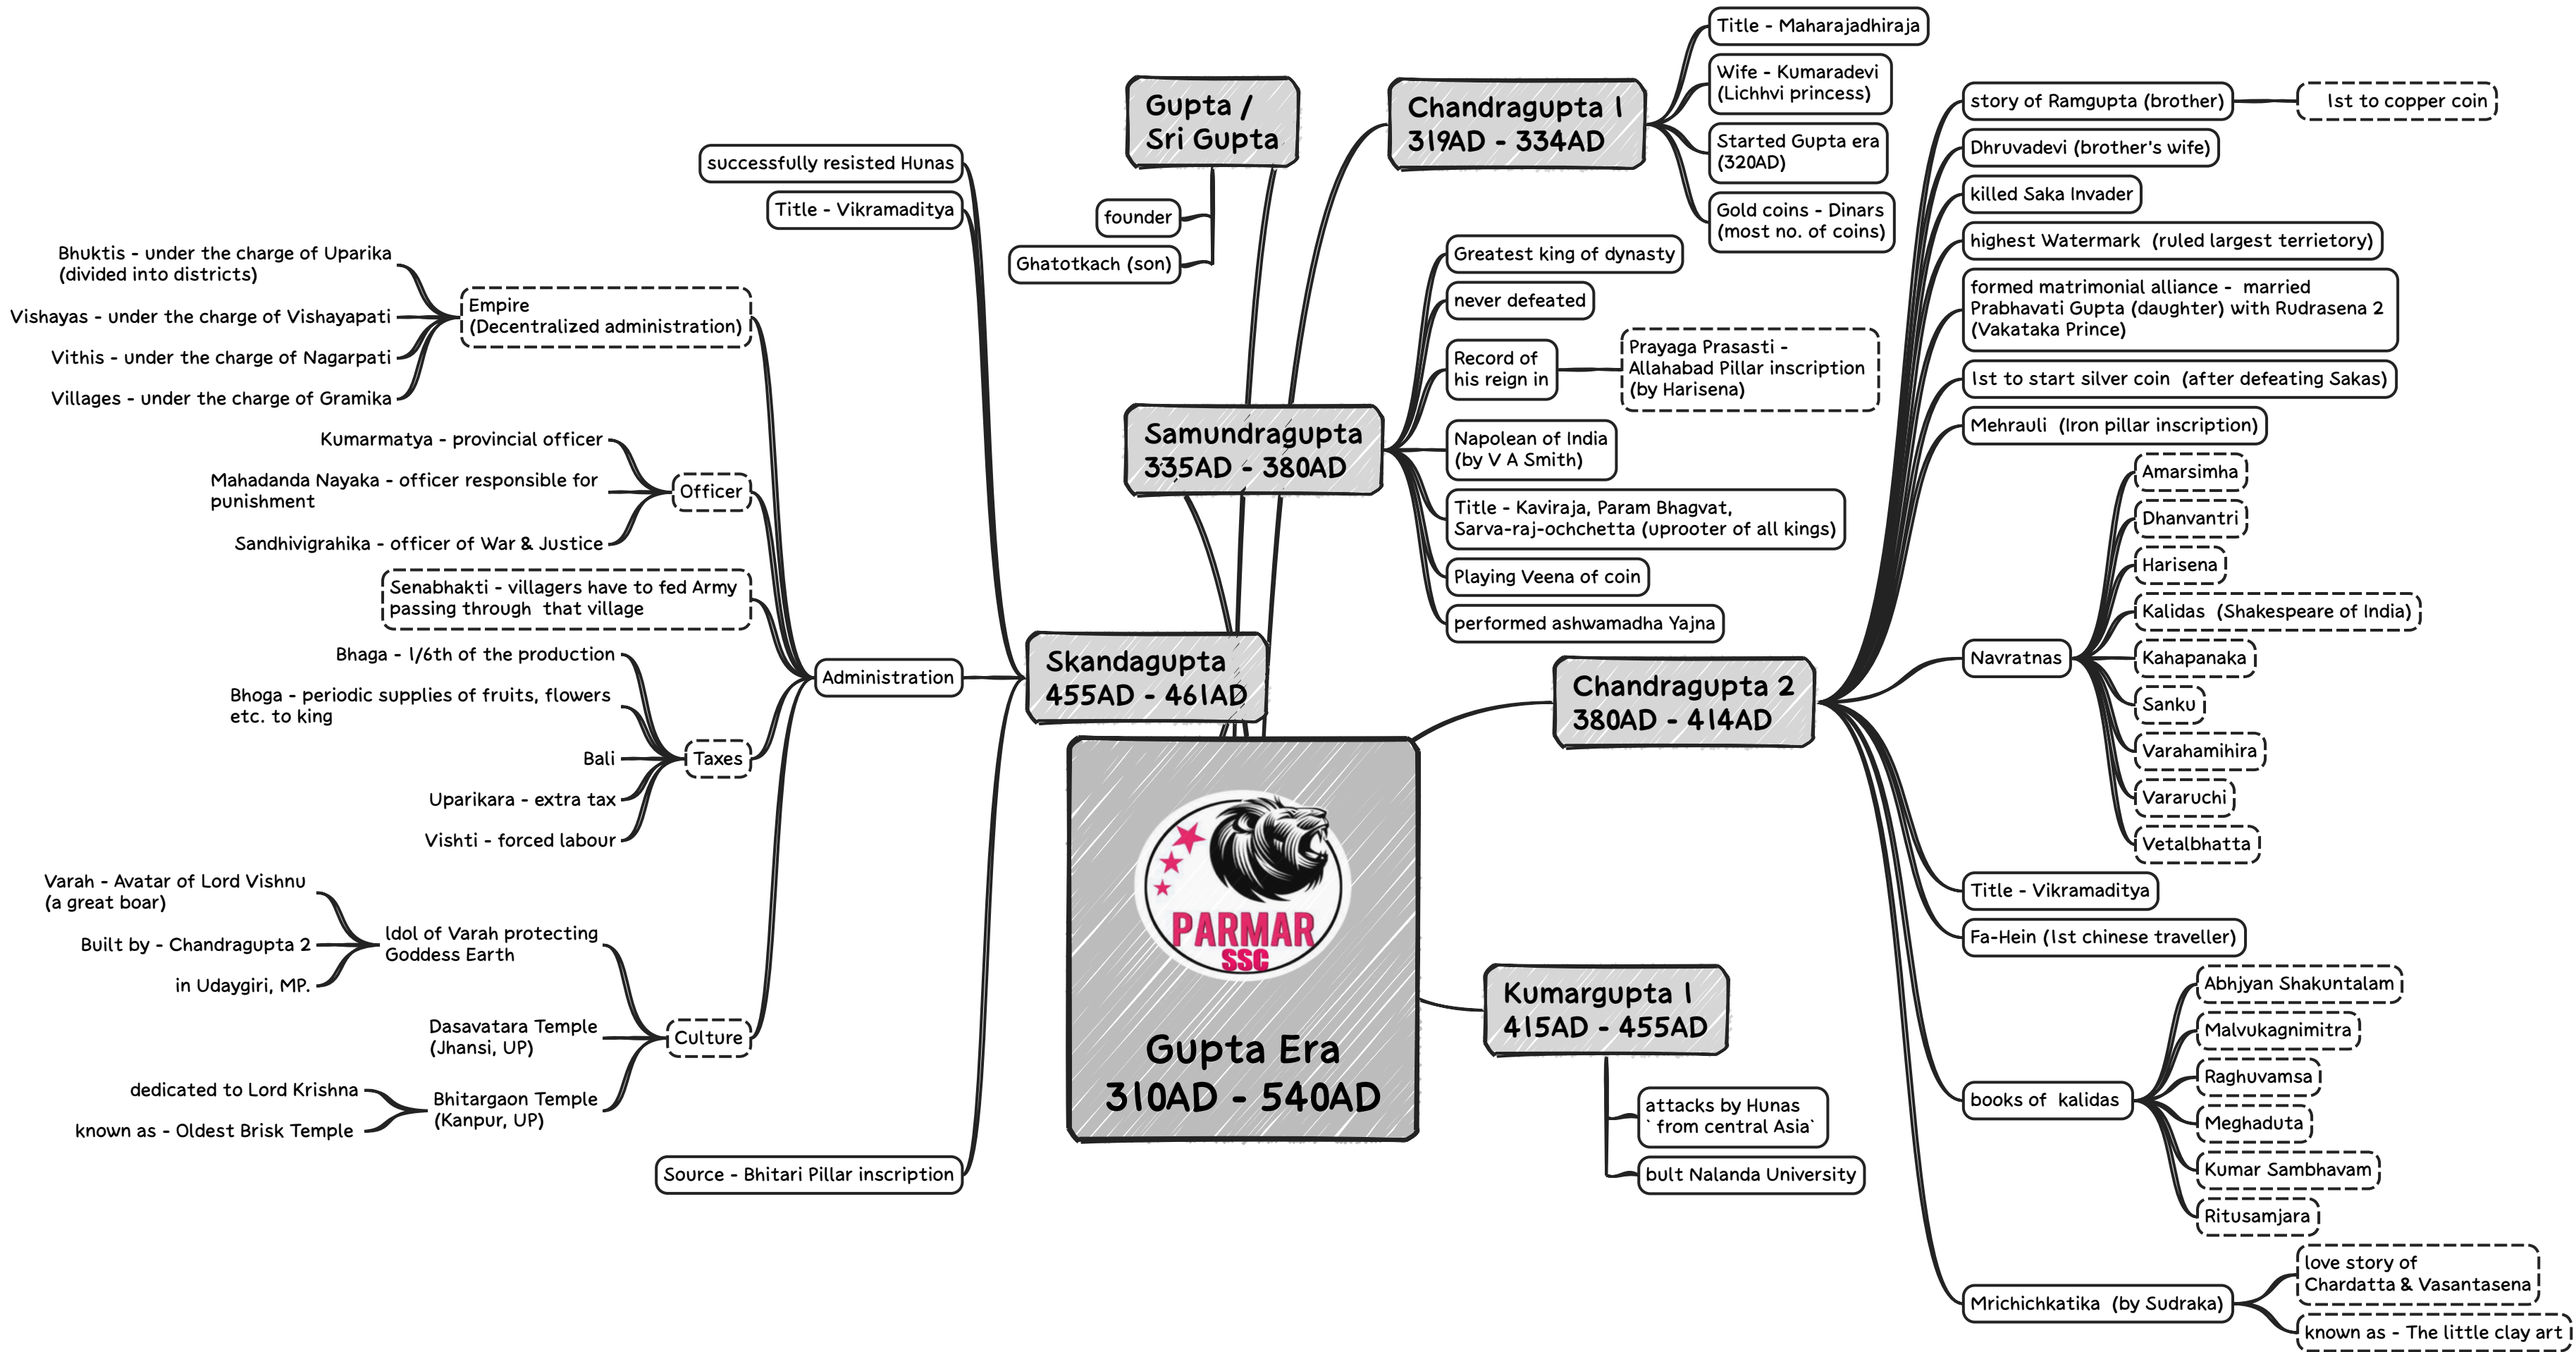 Gupta Era
310AD - 540AD
PARMAR
SSC
Gupta /
Sri Gupta
founder
Ghatotkach (son)
Chandragupta 1
319AD - 334AD
Title - Maharajadhiraja
Wife - Kumaradevi
(Lichhvi princess)
Started Gupta era
(320AD)
Gold coins - Dinars
(most no. of coins)
Samundragupta
335AD - 380AD
Greatest king of dynasty
never defeated
Record of
his reign in
Prayaga Prasasti -
Allahabad Pillar inscription
(by Harisena)
Napolean of India
(by V A Smith)
Title - Kaviraja, Param Bhagvat,
Sarva-raj-ochchetta (uprooter of all kings)
Playing Veena of coin
performed ashwamadha Yajna
Chandragupta 2
380AD - 414AD
story of Ramgupta (brother)
1st to copper coin
Dhruvadevi (brother's wife)
killed Saka Invader
highest Watermark (ruled largest terrietory)
formed matrimonial alliance - married
Prabhavati Gupta (daughter) with Rudrasena 2
(Vakataka Prince)
1st to start silver coin (after defeating Sakas)
Mehrauli (Iron pillar inscription)
Navratnas
Amarsimha
Dhanvantri
Harisena
Kalidas (Shakespeare of India)
Kahapanaka
Sanku
Varahamihira
Vararuchi
Vetalbhatta
Title - Vikramaditya
Fa-Hein (1st chinese traveller)
books of kalidas
Abhjyan Shakuntalam
Malvukagnimitra
Raghuvamsa
Meghaduta
Kumar Sambhavam
Ritusamjara
Mrichichkatika (by Sudraka)
love story of
Chardatta & Vasantasena
known as - The little clay art
Kumargupta 1
415AD - 455AD
attacks by Hunas
` from central Asia`
bult Nalanda University
Skandagupta
455AD - 461AD
successfully resisted Hunas
Title - Vikramaditya
Administration
Empire
(Decentralized administration)
Bhuktis - under the charge of Uparika
(divided into districts)
Vishayas - under the charge of Vishayapati
Vithis - under the charge of Nagarpati
Villages - under the charge of Gramika
Officer
Kumarmatya - provincial officer
Mahadanda Nayaka - officer responsible for
punishment
Sandhivigrahika - officer of War & Justice
Senabhakti - villagers have to fed Army
passing through that village
Taxes
Bhaga - 1/6th of the production
Bhoga - periodic supplies of fruits, flowers
etc. to king
Bali
Uparikara - extra tax
Vishti - forced labour
Culture
Idol of Varah protecting
Goddess Earth
Varah - Avatar of Lord Vishnu
(a great boar)
Built by - Chandragupta 2
in Udaygiri, MP.
Dasavatara Temple
(Jhansi, UP)
Bhitargaon Temple
(Kanpur, UP)
dedicated to Lord Krishna
known as - Oldest Brisk Temple
Source - Bhitari Pillar inscription